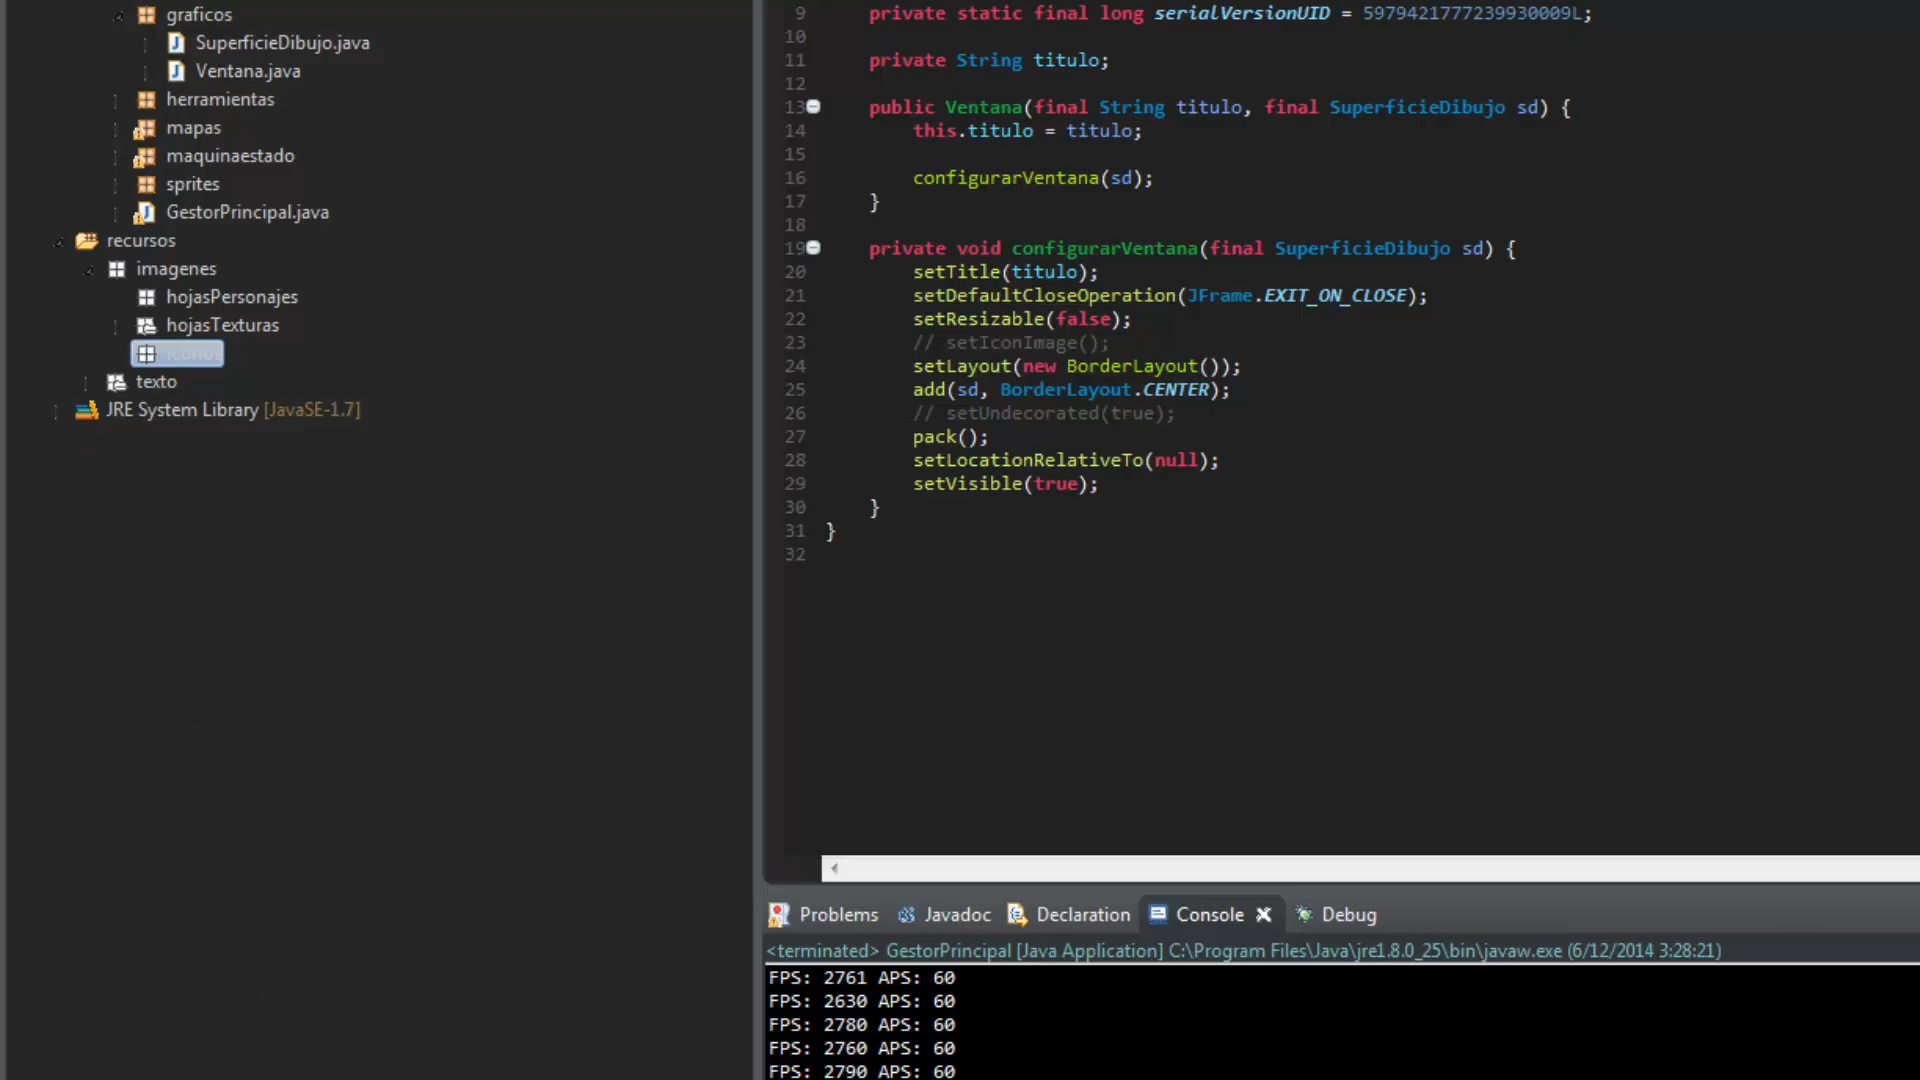 graficos
SuperficieDibujo.java
Ventana.java
herramientas
mapas
maquinaestado
sprites
GestorPrincipal.java
recursos
imagenes
hojasPersonajes
hojasTexturas
iconos
texto
JRE System Library [JavaSE-1.7]
9 private static final long serialVersionUID = 5979421777239930009L;
10
11 private String titulo;
12
13 public Ventana(final String titulo, final SuperficieDibujo sd) {
14 this.titulo = titulo;
15
16 configurarVentana(sd);
17 }
18
19 private void configurarVentana(final SuperficieDibujo sd) {
20 setTitle(titulo);
21 setDefaultCloseOperation(JFrame.EXIT_ON_CLOSE);
22 setResizable(false);
23 // setIconImage();
24 setLayout(new BorderLayout());
25 add(sd, BorderLayout.CENTER);
26 // setUndecorated(true);
27 pack();
28 setLocationRelativeTo(null);
29 setVisible(true);
30 }
31 }
32
Problems Javadoc Declaration Console Debug
<terminated> GestorPrincipal [Java Application] C:\Program Files\Java\jre1.8.0_25\bin\javaw.exe (6/12/2014 3:28:21)
FPS: 2761 APS: 60
FPS: 2630 APS: 60
FPS: 2780 APS: 60
FPS: 2760 APS: 60
FPS: 2790 APS: 60